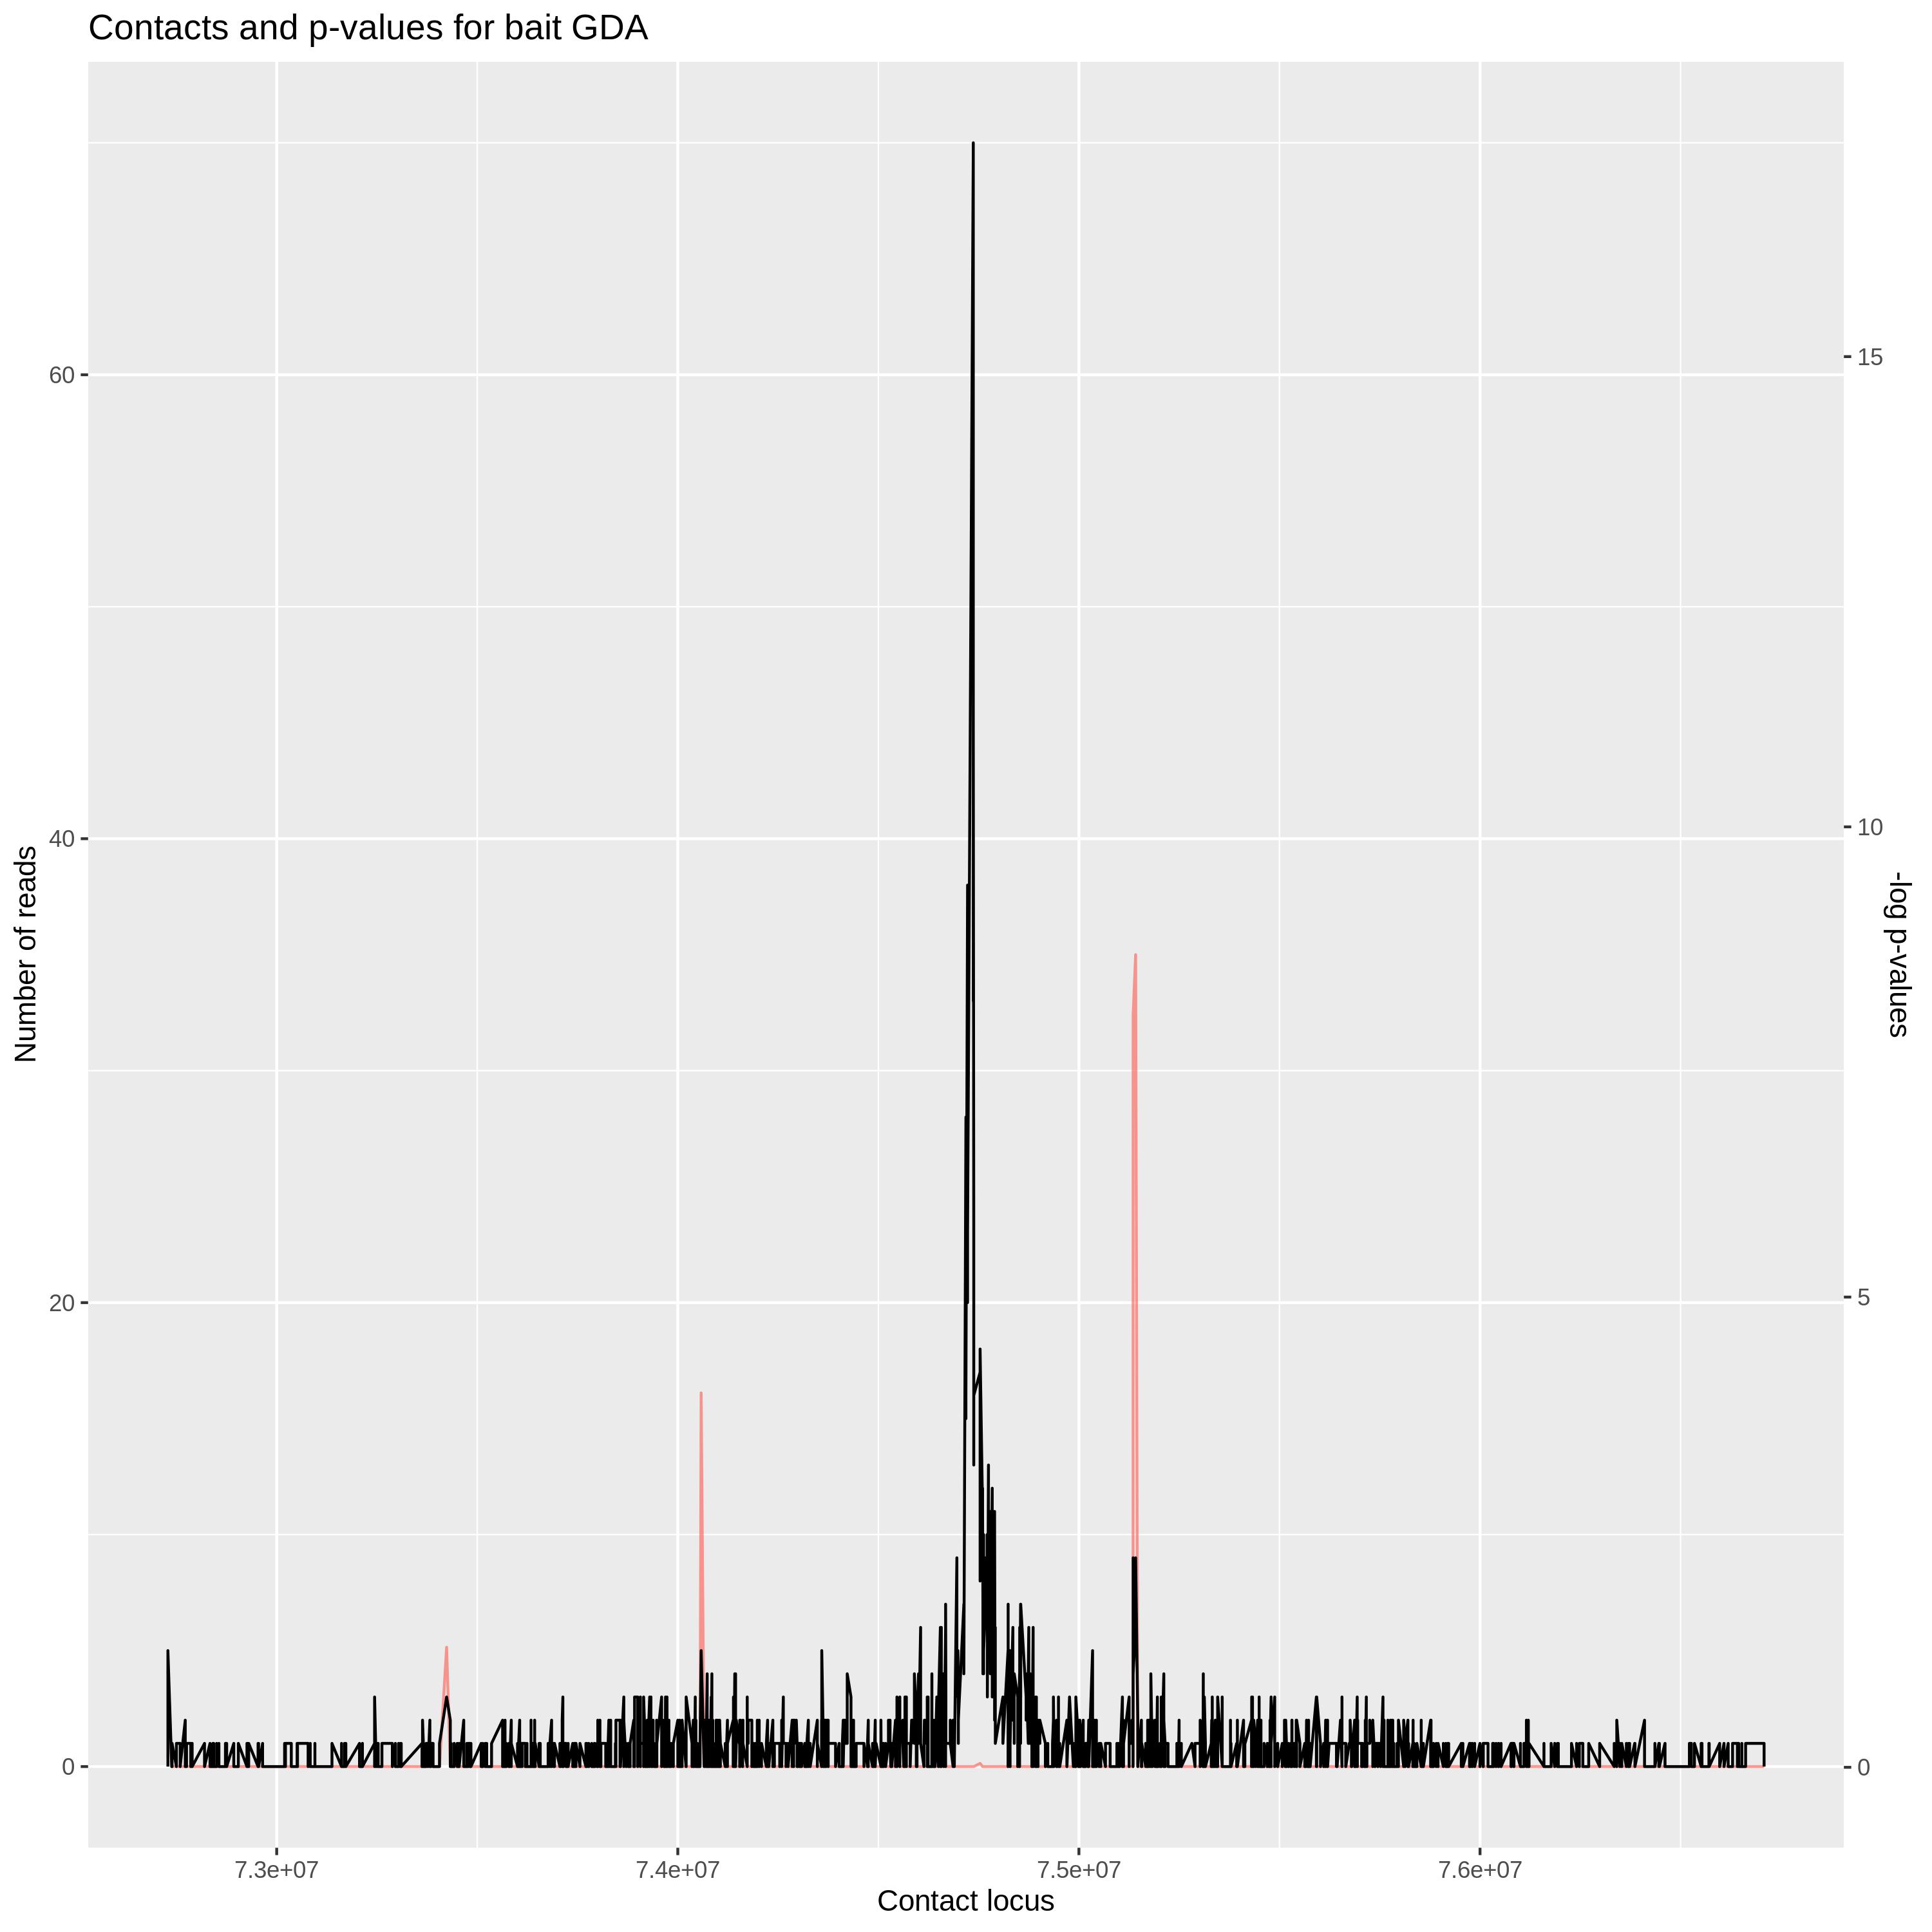 Contacts and p-values for bait GDA
Number of reads
60
40
20
0
15
10
5
0
-log p-values
7.3e+07 7.4e+07 7.5e+07 7.6e+07
Contact locus